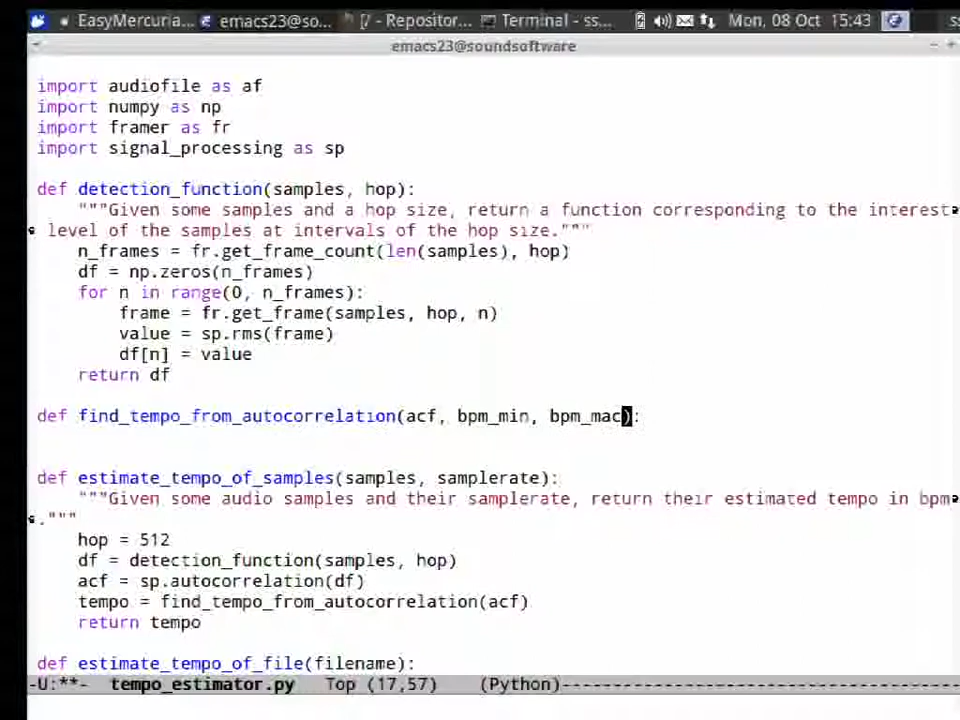 EasyMercuria... emacs23@so... [/ - Repositor... Terminal - ss... Mon, 08 Oct 15:43
emacs23@soundsoftware
import audiofile as af
import numpy as np
import framer as fr
import signal_processing as sp
def detection_function(samples, hop):
"""Given some samples and a hop size, return a function corresponding to the interest
level of the samples at intervals of the hop size."""
n_frames = fr.get_frame_count(len(samples), hop)
df = np.zeros(n_frames)
for n in range(0, n_frames):
frame = fr.get_frame(samples, hop, n)
value = sp.rms(frame)
df[n] = value
return df
def find_tempo_from_autocorrelation(acf, bpm_min, bpm_mac):
def estimate_tempo_of_samples(samples, samplerate):
"""Given some audio samples and their samplerate, return their estimated tempo in bpm
."""
hop = 512
df = detection_function(samples, hop)
acf = sp.autocorrelation(df)
tempo = find_tempo_from_autocorrelation(acf)
return tempo
def estimate_tempo_of_file(filename):
-U:**- tempo_estimator.py Top (17,57) (Python)--------------------------------------------